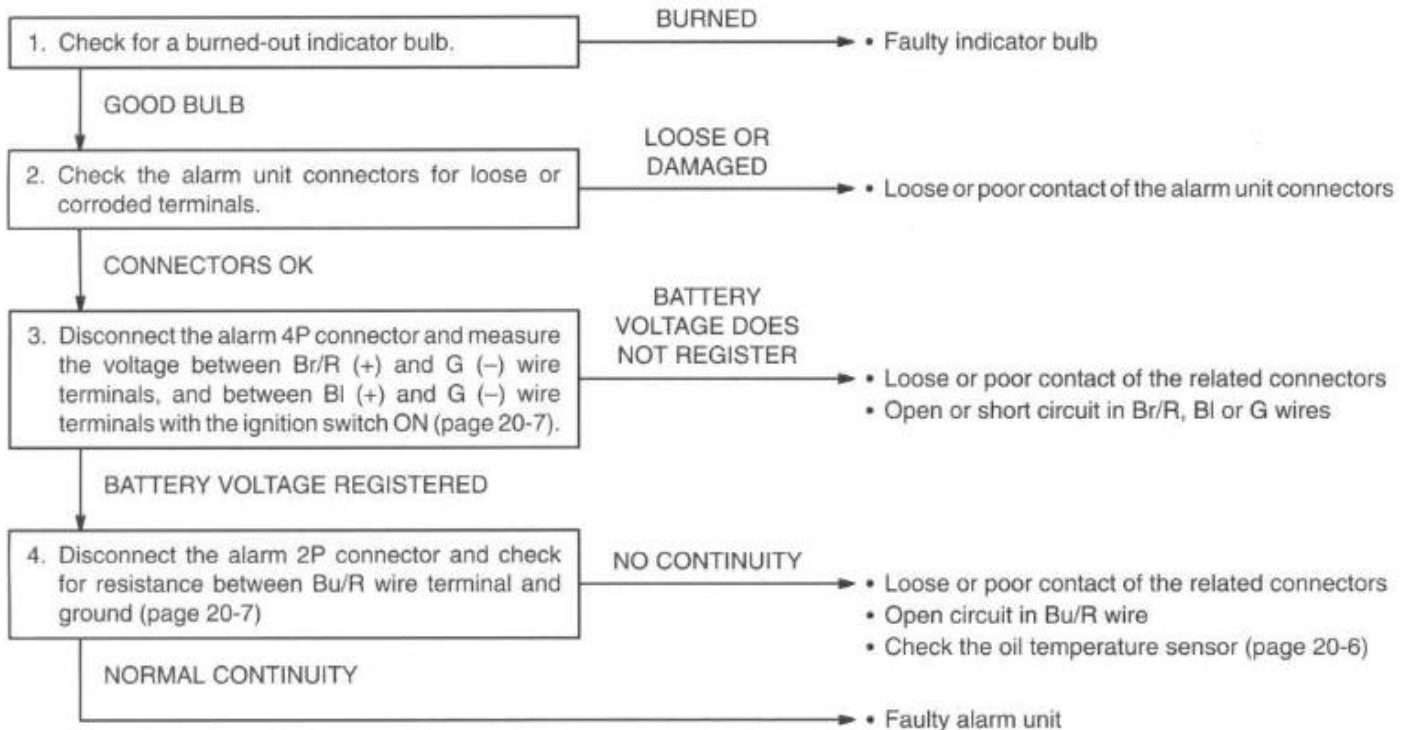 BURNED
1. Check for a burned-out indicator bulb.
• Faulty indicator bulb
GOOD BULB
LOOSE OR
DAMAGED
2. Check the alarm unit connectors for loose or
corroded terminals.
• Loose or poor contact of the alarm unit connectors
CONNECTORS OK
BATTERY
VOLTAGE DOES
NOT REGISTER
3. Disconnect the alarm 4P connector and measure
the voltage between Br/R (+) and G (–) wire
terminals, and between Bl (+) and G (–) wire
terminals with the ignition switch ON (page 20-7).
• Loose or poor contact of the related connectors
• Open or short circuit in Br/R, Bl or G wires
BATTERY VOLTAGE REGISTERED
4. Disconnect the alarm 2P connector and check
for resistance between Bu/R wire terminal and
ground (page 20-7)
NO CONTINUITY
• Loose or poor contact of the related connectors
• Open circuit in Bu/R wire
• Check the oil temperature sensor (page 20-6)
NORMAL CONTINUITY
• Faulty alarm unit